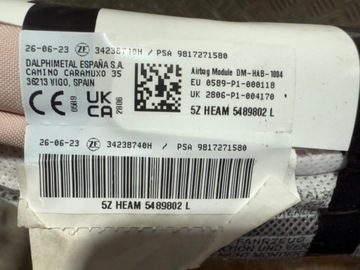 26-06-23 ZF 34238740H / PSA 9817271580
DALPHIMETAL ESPAÑA S.A.
CAMINO CARAMUXO 35
36213 VIGO, SPAIN
Airbag Module DM-HAB-1004
EU 0589-P1-000118
UK 2806-P1-004170
CE 0589
UK CA 2806
5Z HEAM 5489802 L
26-06-23 ZF 34238740H / PSA 9817271580
5Z HEAM 5489802 L
FAHRZEUG